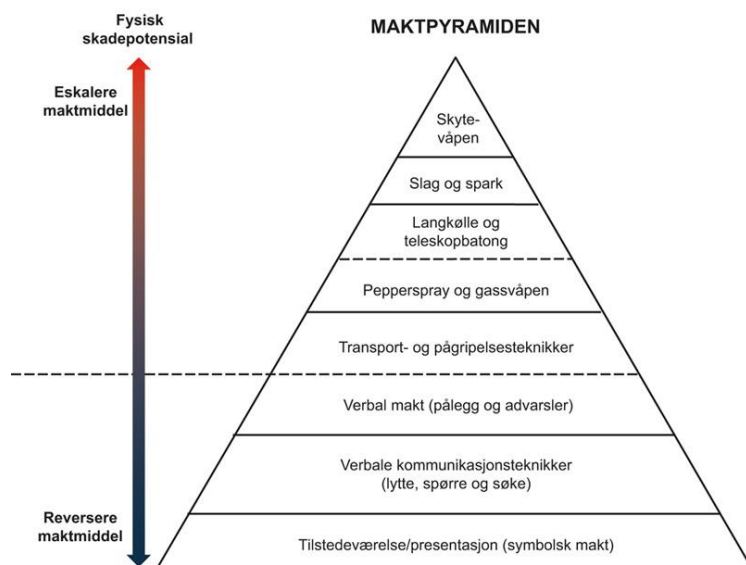 Fysisk
skadepotensial
MAKTPYRAMIDEN
Eskalere
maktmiddel
Skyte-
våpen
Slag og spark
Langkølle og
teleskopbatong
Pepperspray og gassvåpen
Transport- og pågripelsesteknikker
Verbal makt (pålegg og advarsler)
Verbale kommunikasjonsteknikker
(lytte, spørre og søke)
Reversere
maktmiddel
Tilstedeværelse/presentasjon (symbolsk makt)